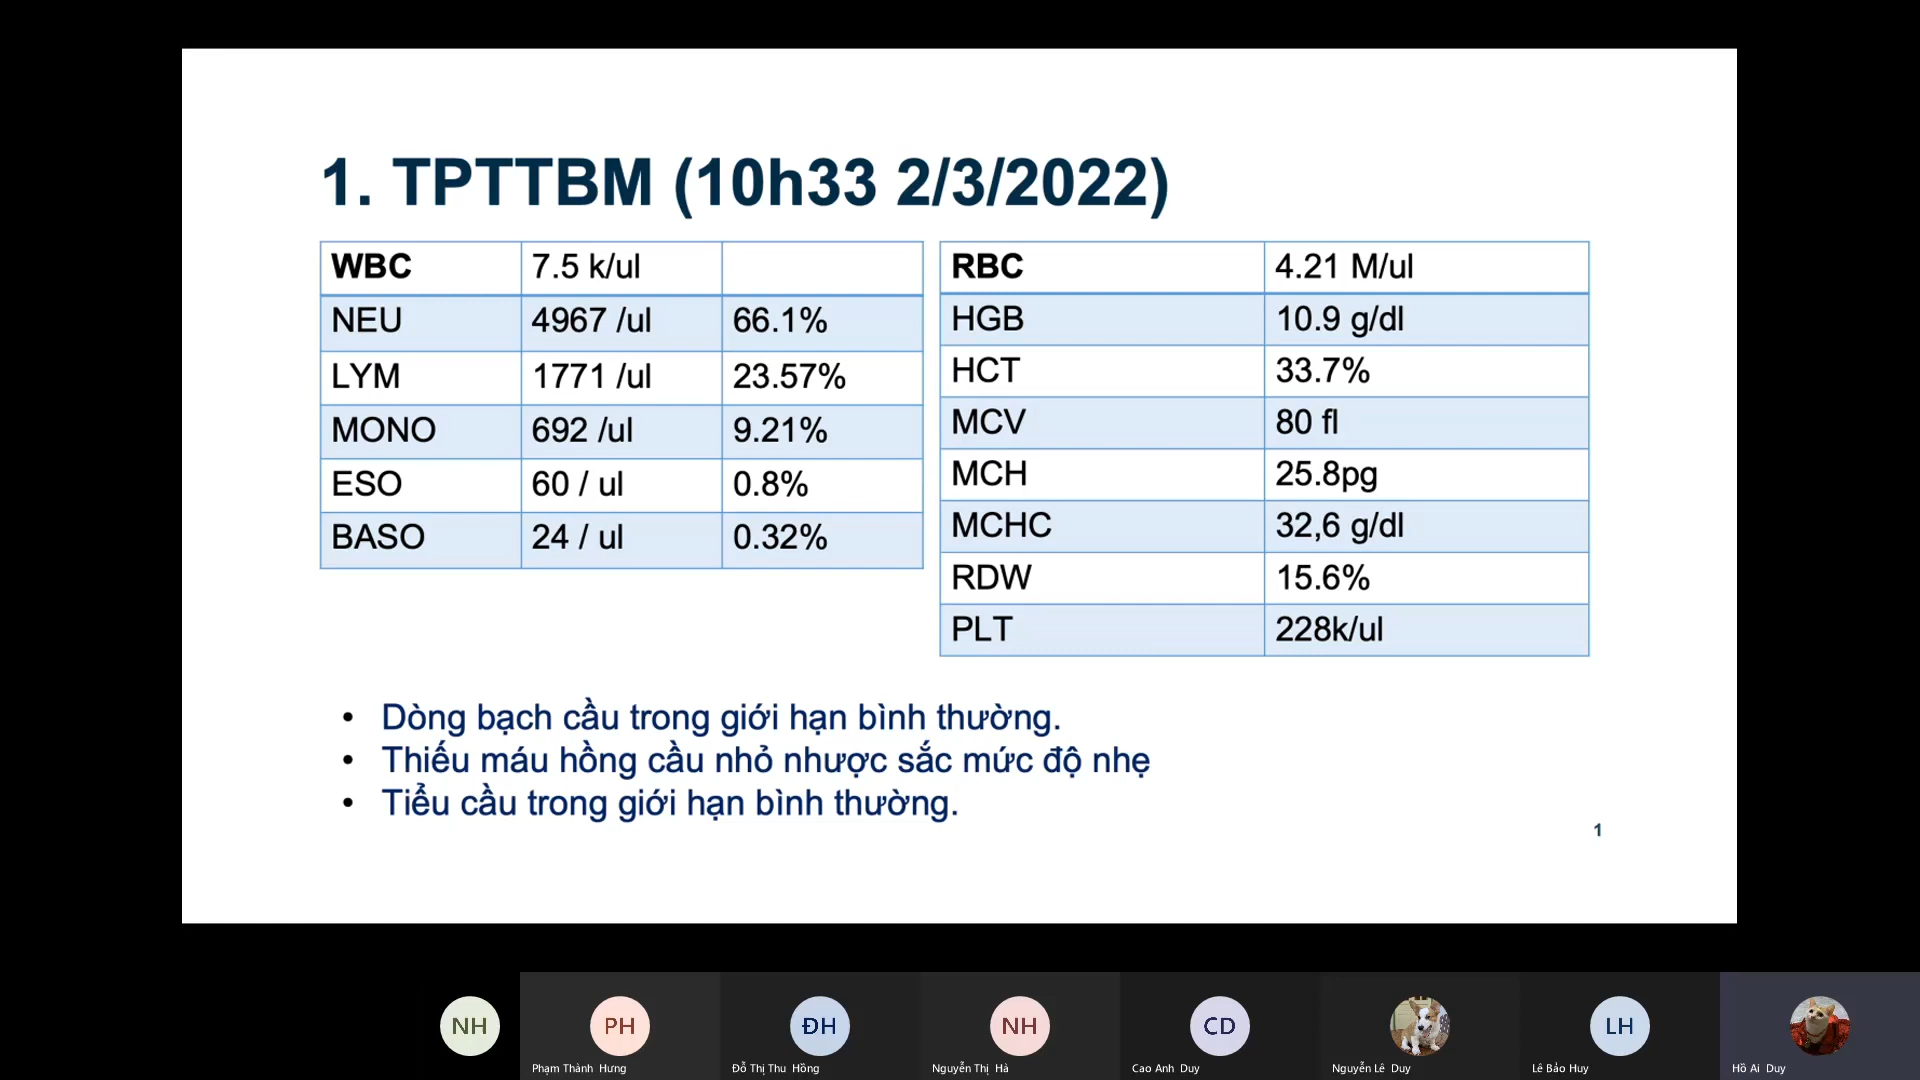 1. TPTTBM (10h33 2/3/2022)
WBC 7.5 k/ul
NEU 4967 /ul 66.1%
LYM 1771 /ul 23.57%
MONO 692 /ul 9.21%
ESO 60 / ul 0.8%
BASO 24 / ul 0.32%
RBC 4.21 M/ul
HGB 10.9 g/dl
HCT 33.7%
MCV 80 fl
MCH 25.8pg
MCHC 32,6 g/dl
RDW 15.6%
PLT 228k/ul
• Dòng bạch cầu trong giới hạn bình thường.
• Thiếu máu hồng cầu nhỏ nhược sắc mức độ nhẹ
• Tiểu cầu trong giới hạn bình thường.
1
NH PH ĐH NH CD LH
Phạm Thành Hưng Đỗ Thị Thu Hồng Nguyễn Thị Hà Cao Anh Duy Nguyễn Lê Duy Lê Bảo Huy Hồ Ai Duy